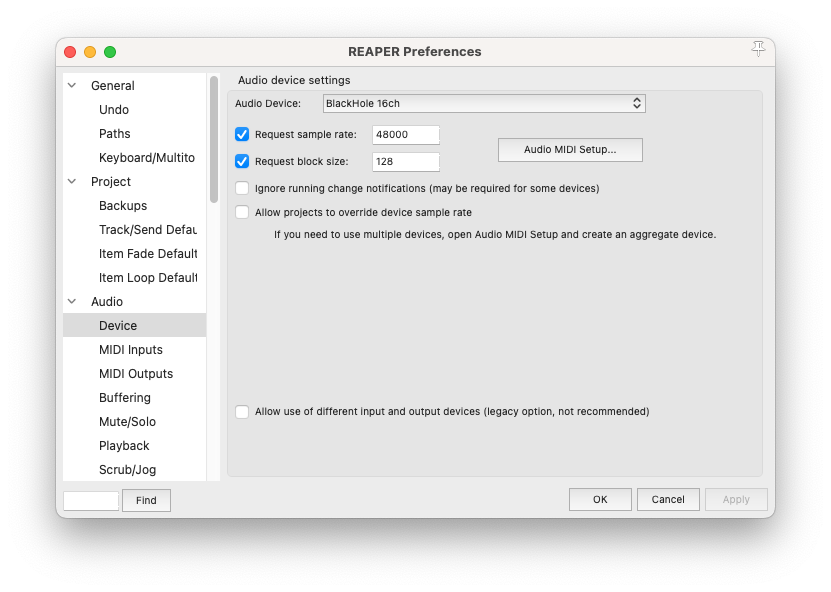 REAPER Preferences
General
Undo
Paths
Keyboard/Multito
Project
Backups
Track/Send Defau
Item Fade Default
Item Loop Default
Audio
Device
MIDI Inputs
MIDI Outputs
Buffering
Mute/Solo
Playback
Scrub/Jog
Find
Audio device settings
Audio Device: BlackHole 16ch
Request sample rate: 48000
Audio MIDI Setup...
Request block size: 128
Ignore running change notifications (may be required for some devices)
Allow projects to override device sample rate
If you need to use multiple devices, open Audio MIDI Setup and create an aggregate device.
Allow use of different input and output devices (legacy option, not recommended)
OK Cancel Apply